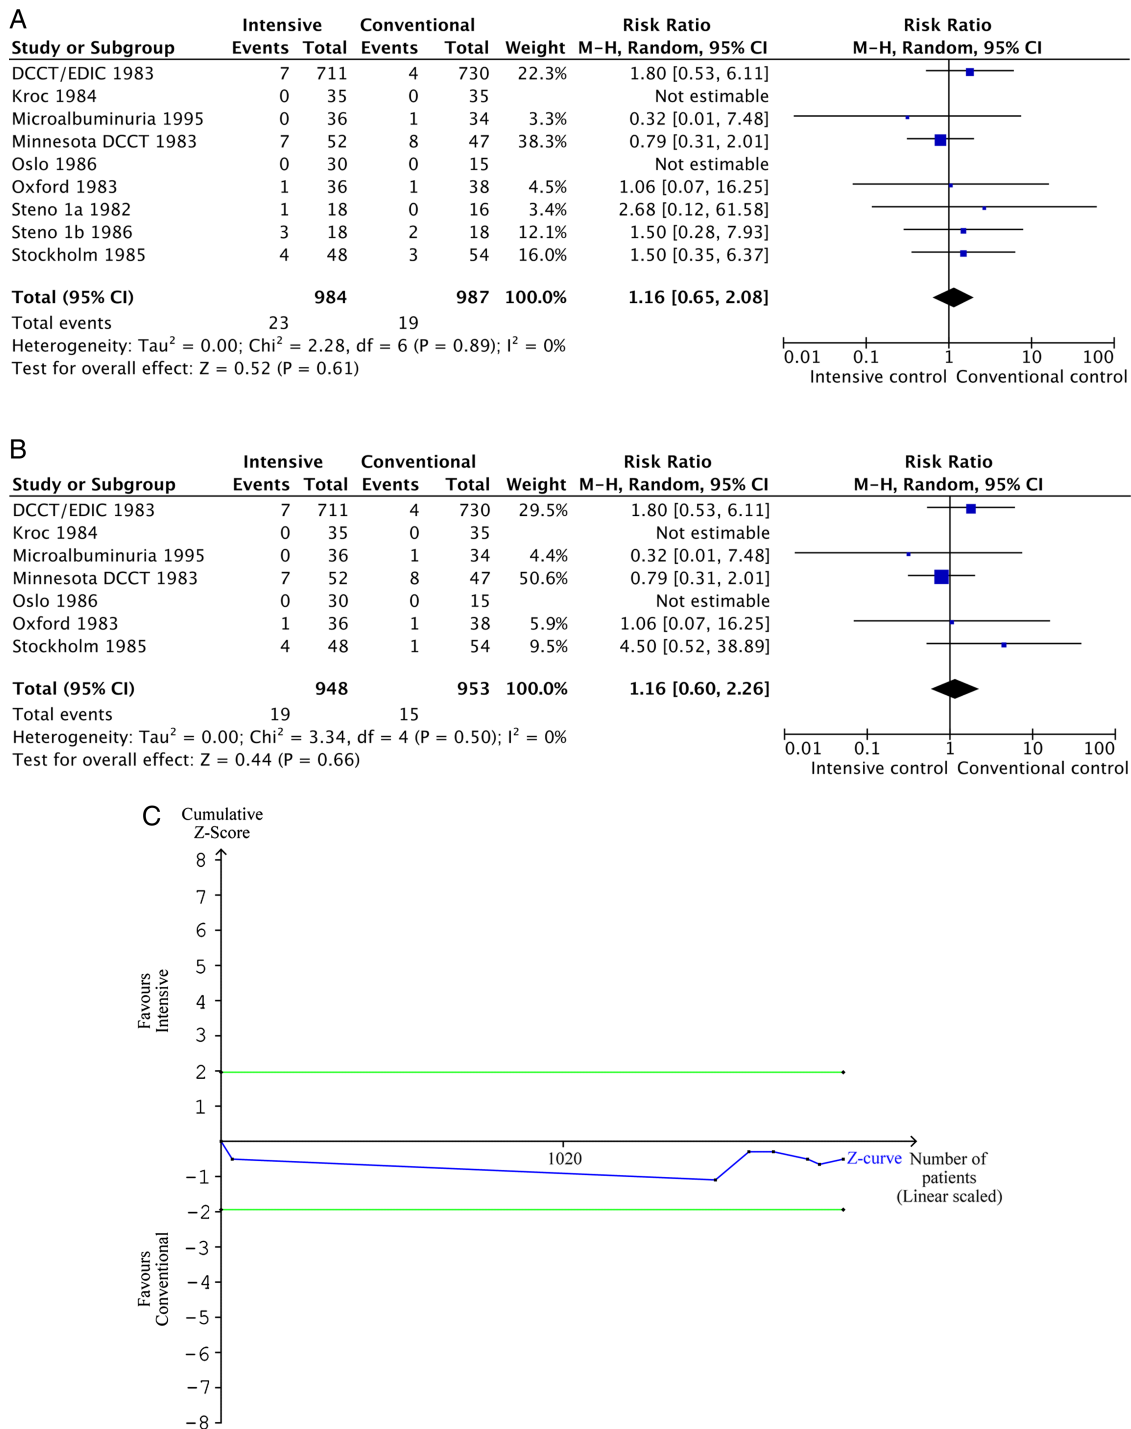 A
Intensive Conventional Risk Ratio Risk Ratio
Study or Subgroup Events Total Events Total Weight M−H, Random, 95% CI M−H, Random, 95% CI
DCCT/EDIC 1983 7 711 4 730 22.3% 1.80 [0.53, 6.11]
Kroc 1984 0 35 0 35 Not estimable
Microalbuminuria 1995 0 36 1 34 3.3% 0.32 [0.01, 7.48]
Minnesota DCCT 1983 7 52 8 47 38.3% 0.79 [0.31, 2.01]
Oslo 1986 0 30 0 15 Not estimable
Oxford 1983 1 36 1 38 4.5% 1.06 [0.07, 16.25]
Steno 1a 1982 1 18 0 16 3.4% 2.68 [0.12, 61.58]
Steno 1b 1986 3 18 2 18 12.1% 1.50 [0.28, 7.93]
Stockholm 1985 4 48 3 54 16.0% 1.50 [0.35, 6.37]
Total (95% CI) 984 987 100.0% 1.16 [0.65, 2.08]
Total events 23 19
Heterogeneity: Tau² = 0.00; Chi² = 2.28, df = 6 (P = 0.89); I² = 0%
Test for overall effect: Z = 0.52 (P = 0.61)
0.01 0.1 1 10 100
Intensive control Conventional control
B
Intensive Conventional Risk Ratio Risk Ratio
Study or Subgroup Events Total Events Total Weight M−H, Random, 95% CI M−H, Random, 95% CI
DCCT/EDIC 1983 7 711 4 730 29.5% 1.80 [0.53, 6.11]
Kroc 1984 0 35 0 35 Not estimable
Microalbuminuria 1995 0 36 1 34 4.4% 0.32 [0.01, 7.48]
Minnesota DCCT 1983 7 52 8 47 50.6% 0.79 [0.31, 2.01]
Oslo 1986 0 30 0 15 Not estimable
Oxford 1983 1 36 1 38 5.9% 1.06 [0.07, 16.25]
Stockholm 1985 4 48 1 54 9.5% 4.50 [0.52, 38.89]
Total (95% CI) 948 953 100.0% 1.16 [0.60, 2.26]
Total events 19 15
Heterogeneity: Tau² = 0.00; Chi² = 3.34, df = 4 (P = 0.50); I² = 0%
Test for overall effect: Z = 0.44 (P = 0.66)
0.01 0.1 1 10 100
Intensive control Conventional control
C
Cumulative
Z-Score
8
7
6
5
4
3
2
1
-1
-2
-3
-4
-5
-6
-7
-8
Favours
Intensive
Favours
Conventional
1020
Z-curve
Number of
patients
(Linear scaled)